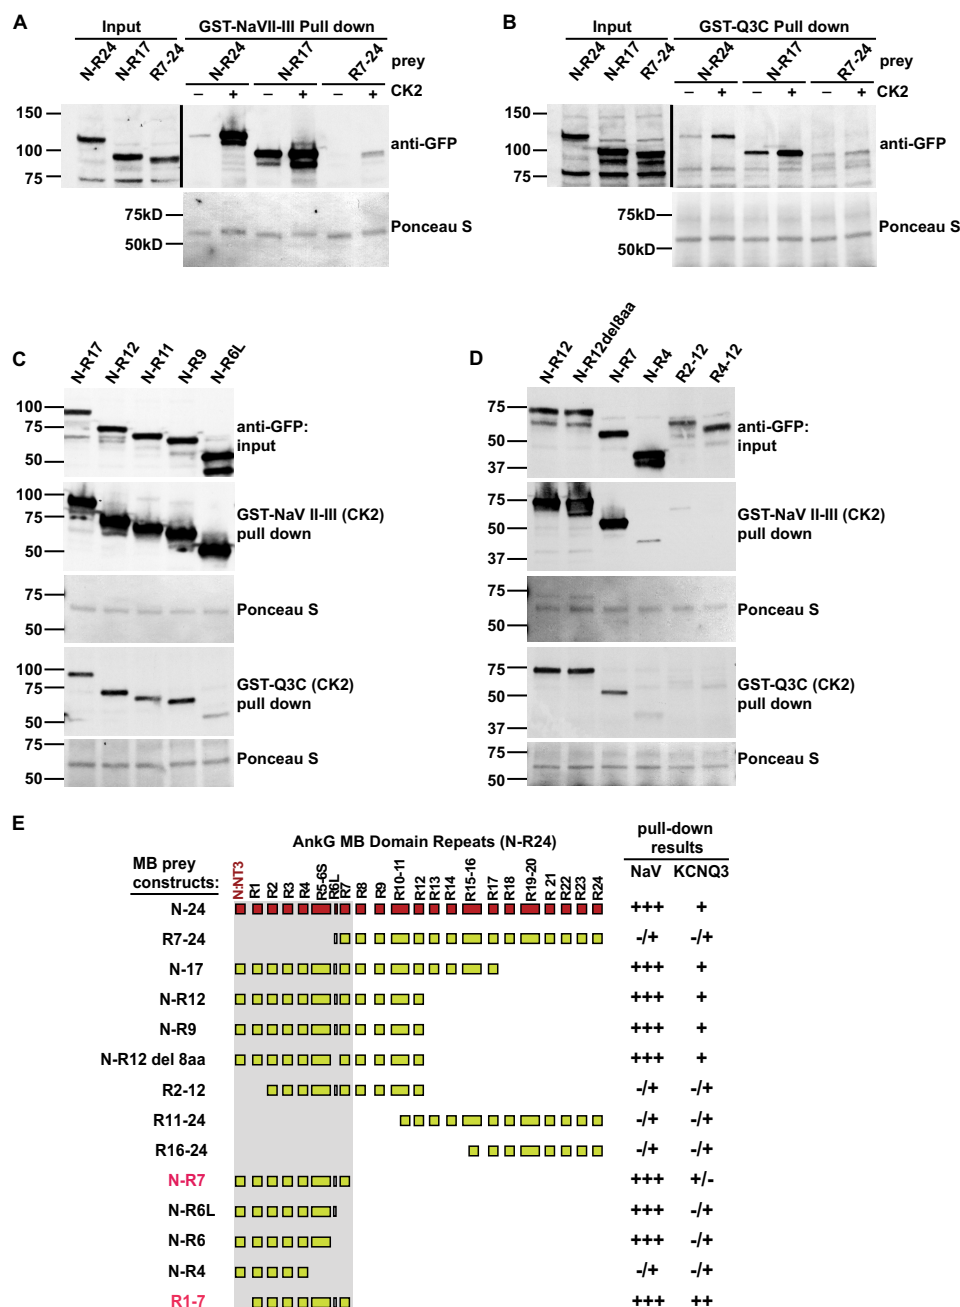 A
Input
GST-NaVII-III Pull down
N-R24 N-R17 R7-24
N-R24 N-R17 R7-24
prey
– + – + – + CK2
150
100
75
anti-GFP
75kD
50kD
Ponceau S
B
Input
GST-Q3C Pull down
N-R24 N-R17 R7-24
N-R24 N-R17 R7-24
prey
– + – + – + CK2
150
100
75
anti-GFP
75kD
50kD
Ponceau S
C
N-R17 N-R12 N-R11 N-R9 N-R6L
100
75
50
anti-GFP:
input
100
75
50
GST-NaV II-III (CK2)
pull down
75
50
Ponceau S
100
75
50
GST-Q3C (CK2)
pull down
75
50
Ponceau S
D
N-R12 N-R12del8aa N-R7 N-R4 R2-12 R4-12
75
50
37
anti-GFP:
input
75
50
37
GST-NaV II-III (CK2)
pull down
75
50
Ponceau S
75
50
37
GST-Q3C (CK2)
pull down
75
50
Ponceau S
E
AnkG MB Domain Repeats (N-R24)
pull-down
results
MB prey
constructs:
N:NT3 R1 R2 R3 R4 R5-6S R6L R7 R8 R9 R10-11 R12 R13 R14 R15-16 R17 R18 R19-20 R 21 R22 R23 R24
NaV KCNQ3
N-24 +++ +
R7-24 -/+ -/+
N-17 +++ +
N-R12 +++ +
N-R9 +++ +
N-R12 del 8aa +++ +
R2-12 -/+ -/+
R11-24 -/+ -/+
R16-24 -/+ -/+
N-R7 +++ +/-
N-R6L +++ -/+
N-R6 +++ -/+
N-R4 -/+ -/+
R1-7 +++ ++